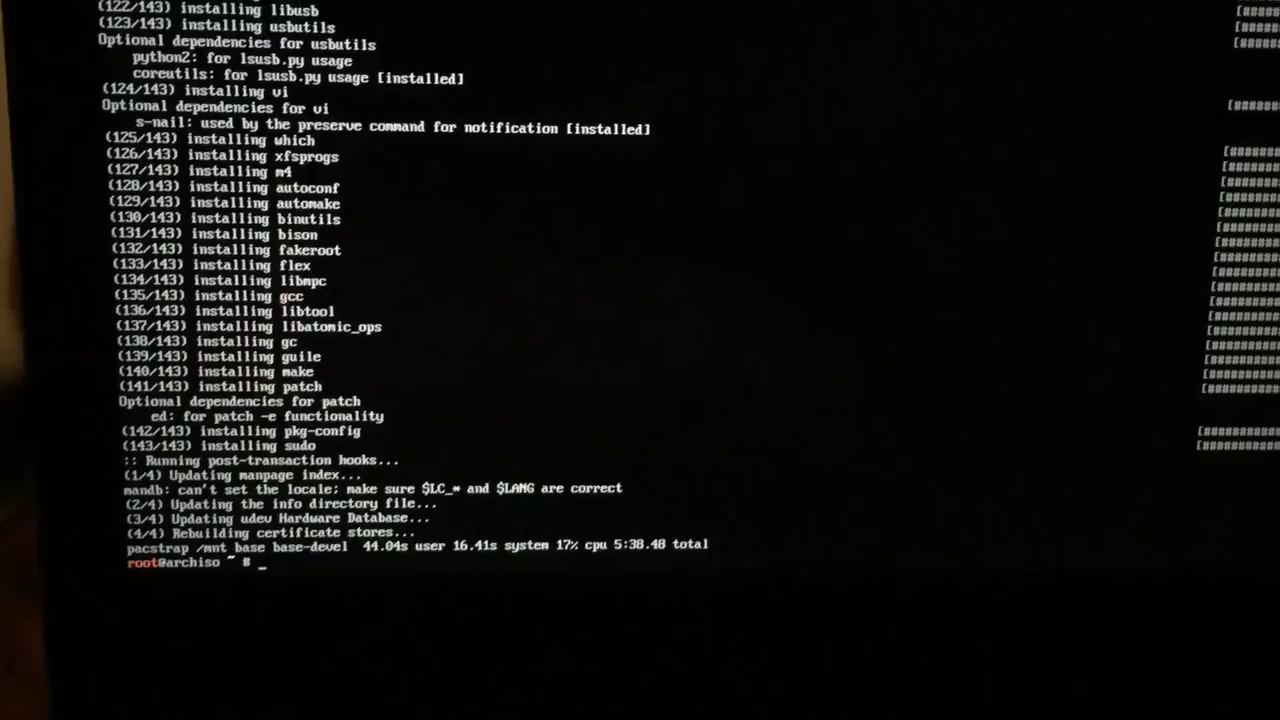 (122/143) installing libusb [#####
(123/143) installing usbutils [#####
Optional dependencies for usbutils
python2: for lsusb.py usage
coreutils: for lsusb.py usage [installed]
(124/143) installing vi [######
Optional dependencies for vi
s-nail: used by the preserve command for notification [installed]
(125/143) installing which [#######
(126/143) installing xfsprogs [#######
(127/143) installing m4 [#######
(128/143) installing autoconf [#######
(129/143) installing automake [########
(130/143) installing binutils [########
(131/143) installing bison [########
(132/143) installing fakeroot [########
(133/143) installing flex [########
(134/143) installing libmpc [#########
(135/143) installing gcc [#########
(136/143) installing libtool [#########
(137/143) installing libatomic_ops [#########
(138/143) installing gc [#########
(139/143) installing guile [#########
(140/143) installing make [##########
(141/143) installing patch [##########
Optional dependencies for patch
ed: for patch -e functionality
(142/143) installing pkg-config [##########
(143/143) installing sudo [##########
:: Running post-transaction hooks...
(1/4) Updating manpage index...
mandb: can't set the locale; make sure $LC_* and $LANG are correct
(2/4) Updating the info directory file...
(3/4) Updating udev Hardware Database...
(4/4) Rebuilding certificate stores...
pacstrap /mnt base base-devel 44.04s user 16.41s system 17% cpu 5:38.48 total
root@archiso ~ # _